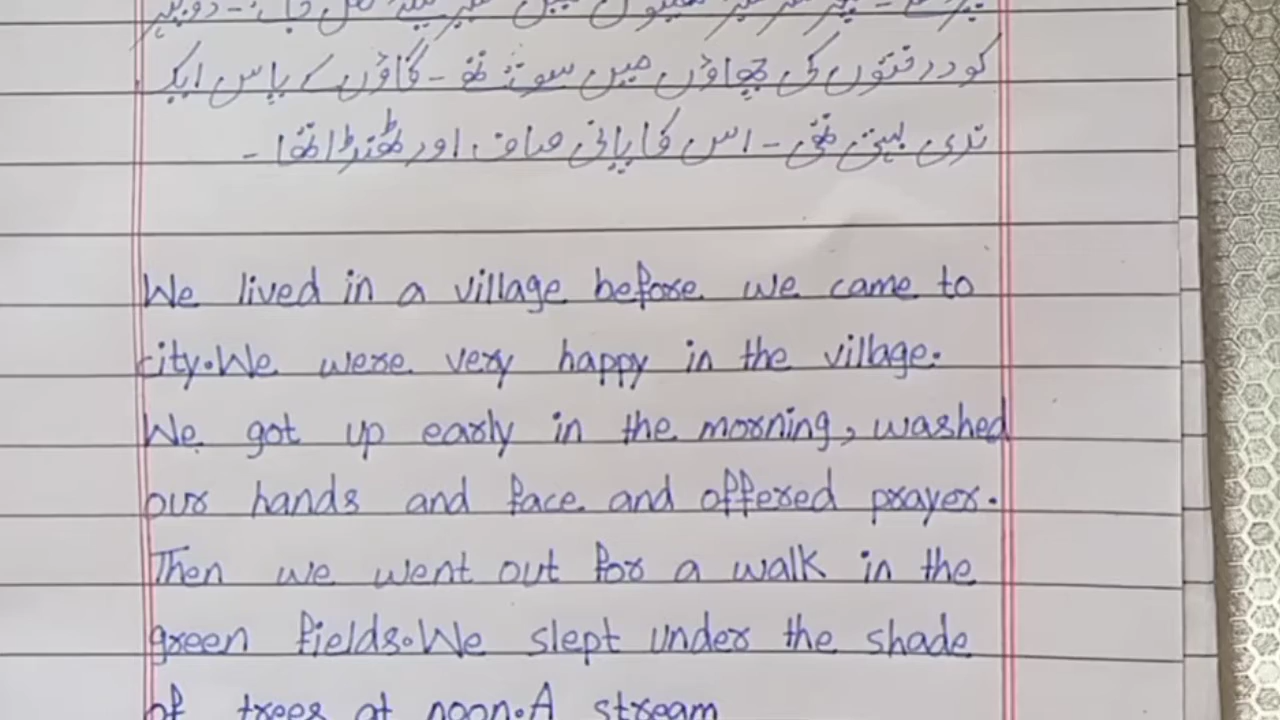 کو درختوں کی چھاؤں میں سوتے تھے - گاؤں کے پاس ایک
ندی بہتی تھی - اس کا پانی صاف اور ٹھنڈا تھا -
We lived in a village before we came to
city.We were very happy in the village.
We got up early in the morning, washed
our hands and face and offered prayer.
Then we went out for a walk in the
green fields.We slept under the shade
of trees at noon.A stream